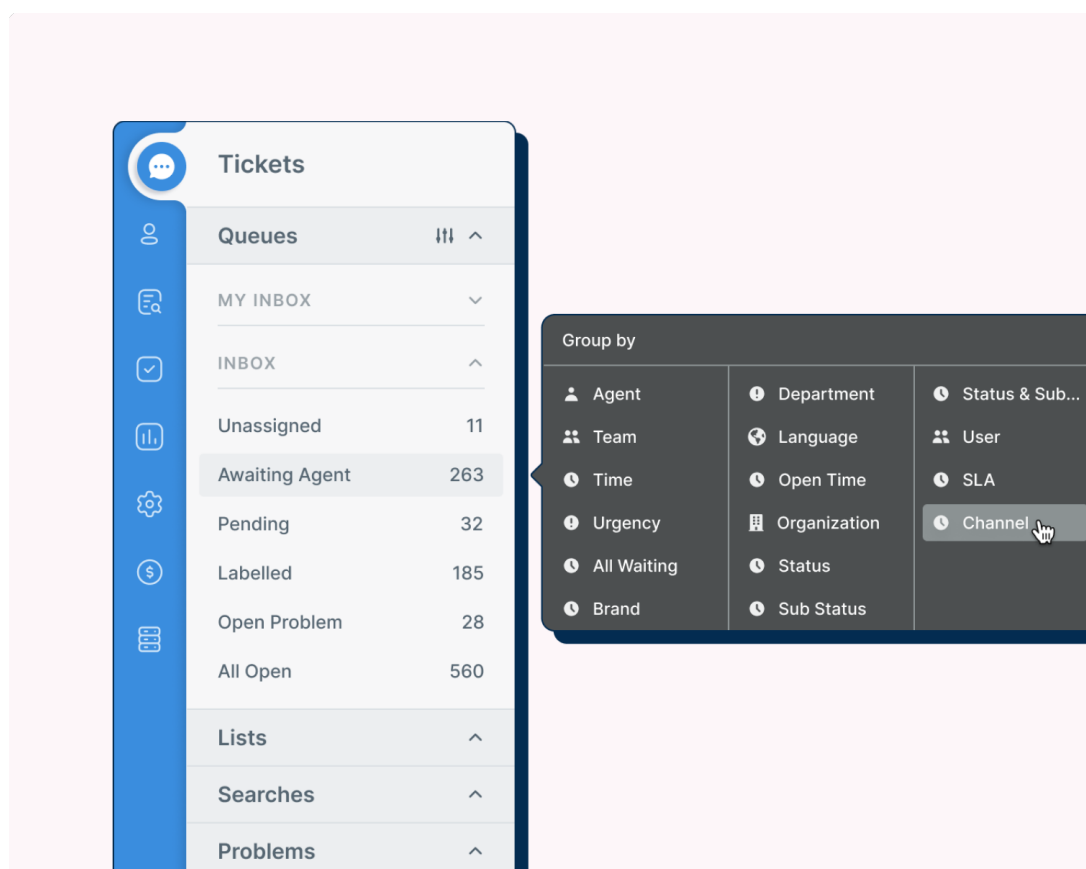 Tickets
Queues
MY INBOX
INBOX
Unassigned 11
Awaiting Agent 263
Pending 32
Labelled 185
Open Problem 28
All Open 560
Lists
Searches
Problems
Group by
Agent
Team
Time
Urgency
All Waiting
Brand
Department
Language
Open Time
Organization
Status
Sub Status
Status & Sub...
User
SLA
Channel